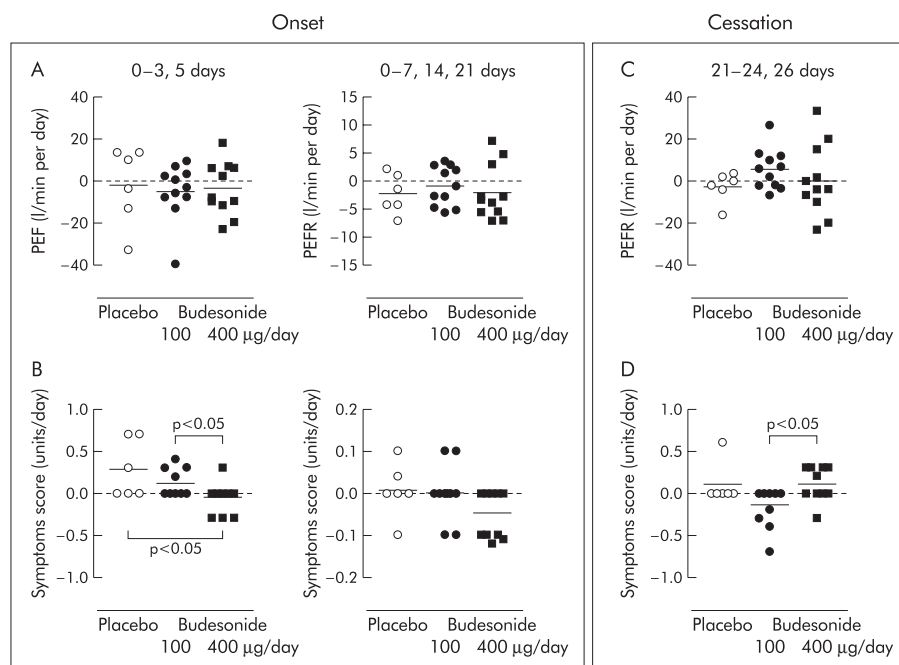 Onset
Cessation
A
0–3, 5 days
0–7, 14, 21 days
C
21–24, 26 days
PEF (l/min per day)
40
20
0
−20
−40
Placebo
Budesonide
100
400 μg/day
PEFR (l/min per day)
15
10
5
0
−5
−10
−15
Placebo
Budesonide
100
400 μg/day
PEFR (l/min per day)
40
20
0
−20
−40
Placebo
Budesonide
100
400 μg/day
B
D
Symptoms score (units/day)
1.0
0.5
0.0
−0.5
−1.0
p<0.05
p<0.05
Placebo
Budesonide
100
400 μg/day
Symptoms score (units/day)
0.2
0.1
0.0
−0.1
−0.2
Placebo
Budesonide
100
400 μg/day
Symptoms score (units/day)
1.0
0.5
0.0
−0.5
−1.0
p<0.05
Placebo
Budesonide
100
400 μg/day